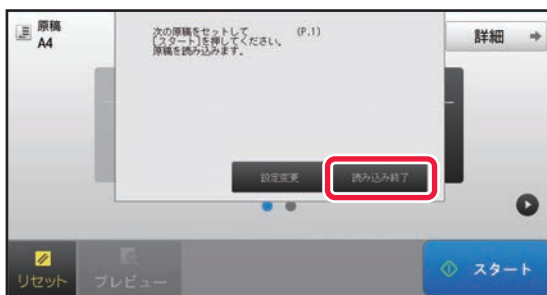 原稿
A4
次の原稿をセットして (P.1)
[スタート]を押してください。
原稿を読み込みます。
詳細
設定変更
読み込み終了
リセット
プレビュー
スタート